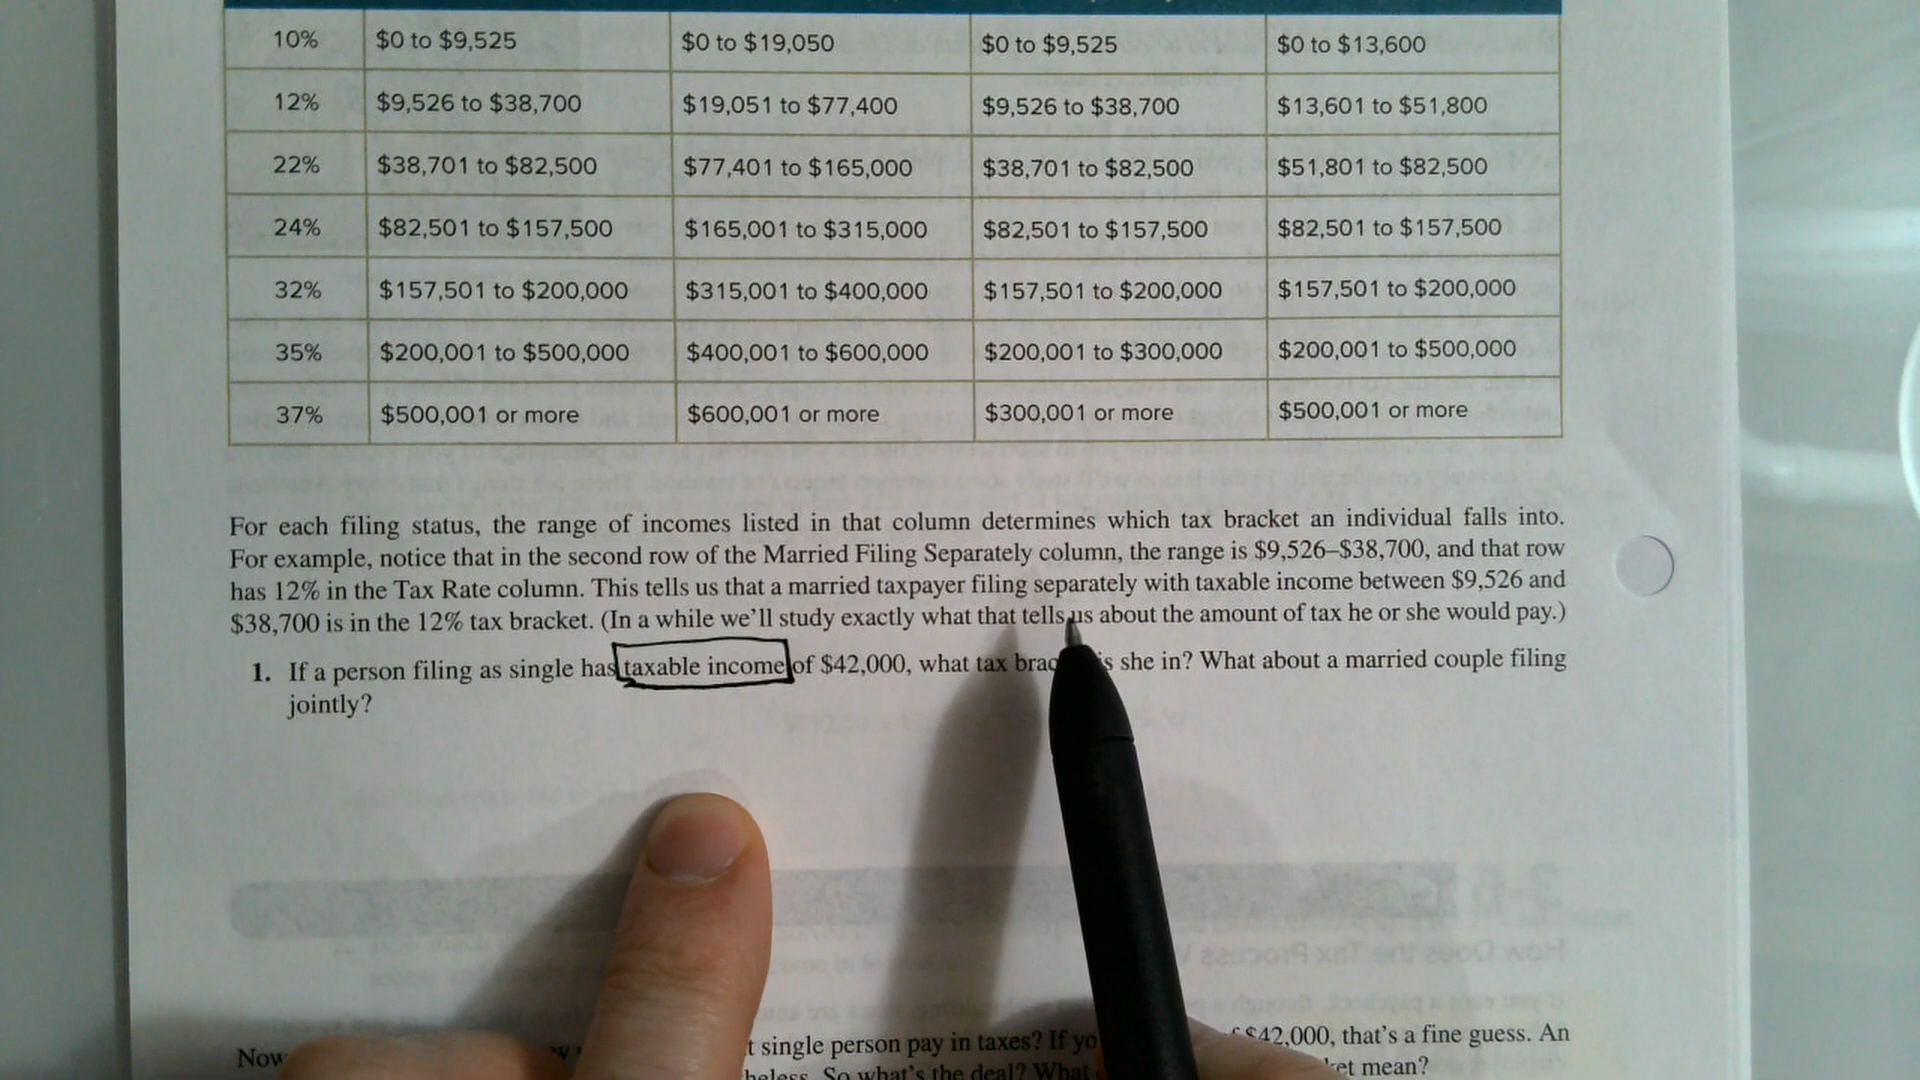 10% $0 to $9,525 $0 to $19,050 $0 to $9,525 $0 to $13,600
12% $9,526 to $38,700 $19,051 to $77,400 $9,526 to $38,700 $13,601 to $51,800
22% $38,701 to $82,500 $77,401 to $165,000 $38,701 to $82,500 $51,801 to $82,500
24% $82,501 to $157,500 $165,001 to $315,000 $82,501 to $157,500 $82,501 to $157,500
32% $157,501 to $200,000 $315,001 to $400,000 $157,501 to $200,000 $157,501 to $200,000
35% $200,001 to $500,000 $400,001 to $600,000 $200,001 to $300,000 $200,001 to $500,000
37% $500,001 or more $600,001 or more $300,001 or more $500,001 or more
For each filing status, the range of incomes listed in that column determines which tax bracket an individual falls into.
For example, notice that in the second row of the Married Filing Separately column, the range is $9,526–$38,700, and that row
has 12% in the Tax Rate column. This tells us that a married taxpayer filing separately with taxable income between $9,526 and
$38,700 is in the 12% tax bracket. (In a while we'll study exactly what that tells us about the amount of tax he or she would pay.)
1. If a person filing as single has taxable income of $42,000, what tax she in? What about a married couple filing
jointly?
Now single person pay in taxes? If $42,000, that's a fine guess. An
So what's the deal? What mean?